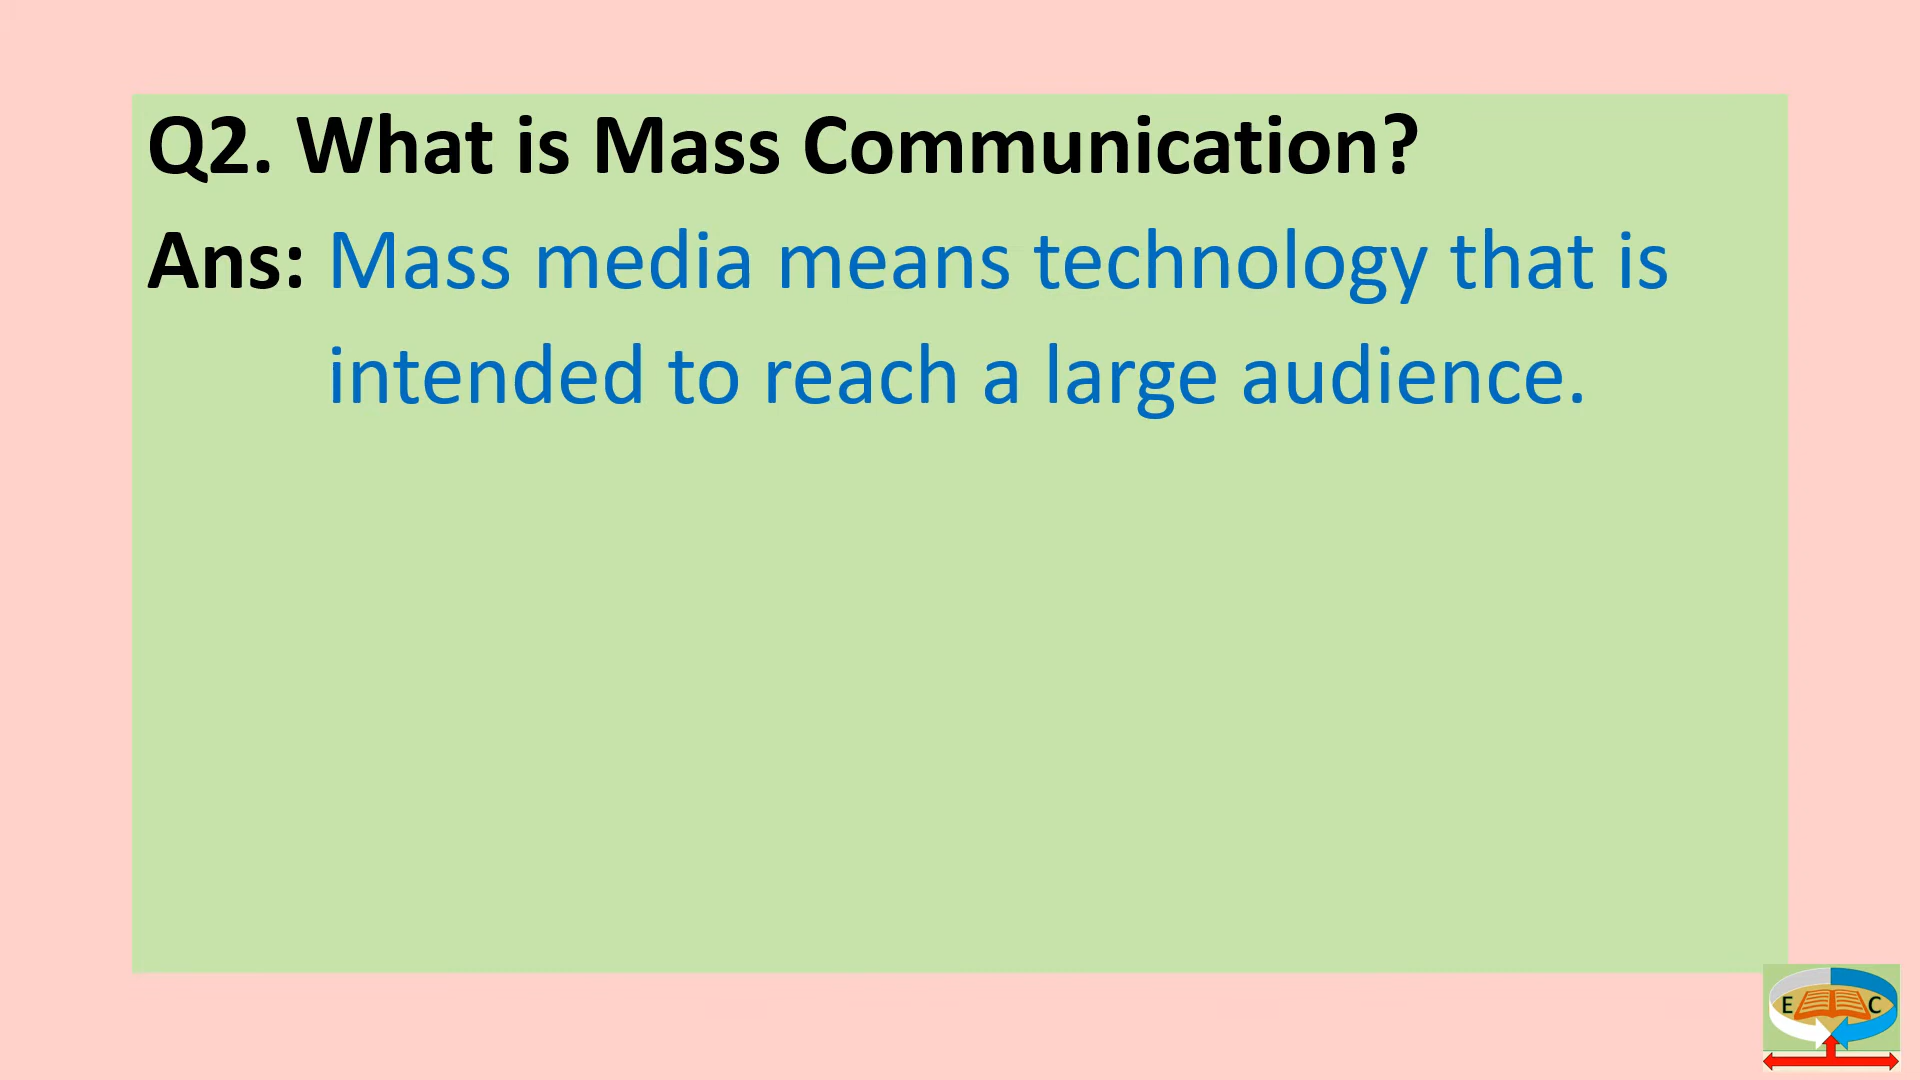 Q2. What is Mass Communication?
Ans: Mass media means technology that is
intended to reach a large audience.
E C